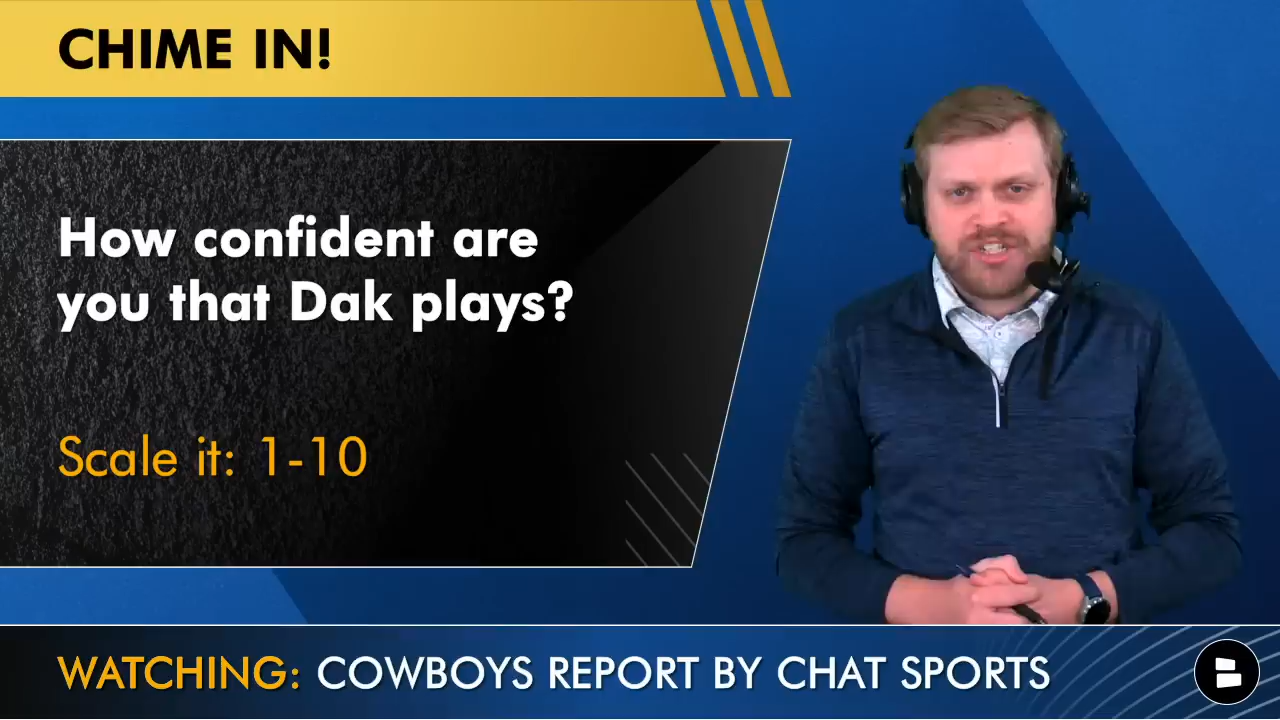 CHIME IN!
How confident are
you that Dak plays?
Scale it: 1-10
WATCHING: COWBOYS REPORT BY CHAT SPORTS